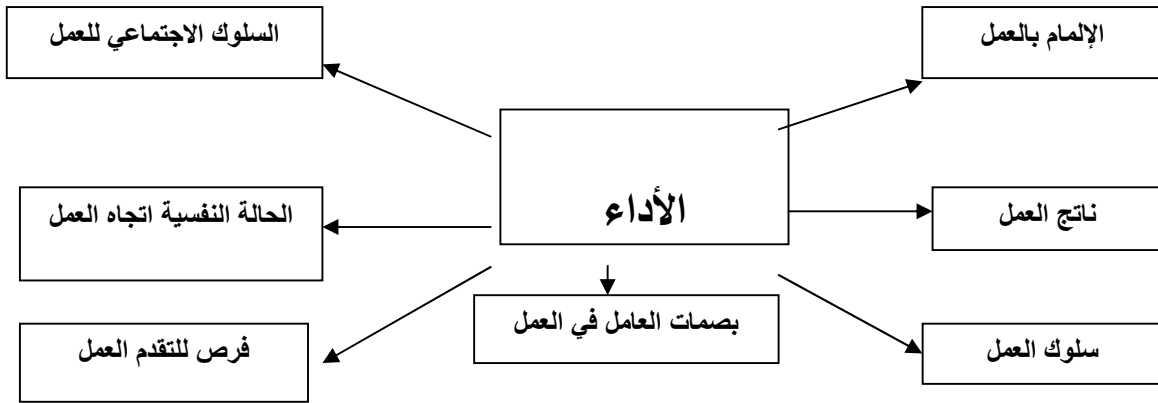 الإلمام بالعمل
السلوك الاجتماعي للعمل
الأداء
ناتج العمل
الحالة النفسية اتجاه العمل
بصمات العامل في العمل
سلوك العمل
فرص للتقدم العمل